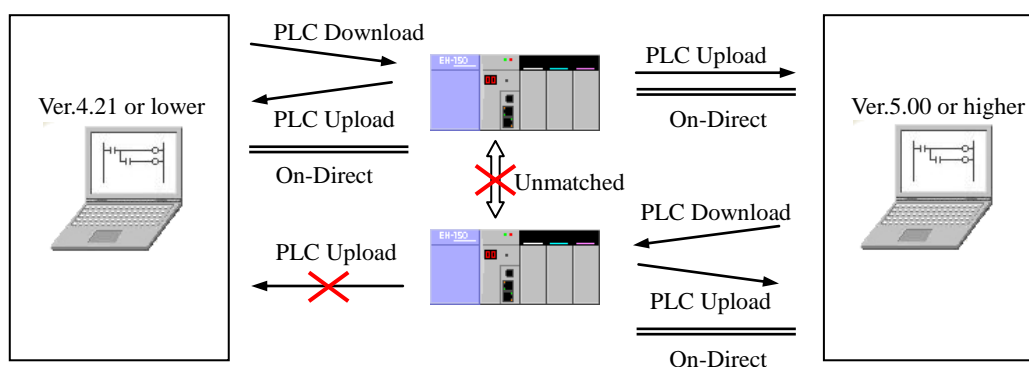 PLC Download
EH-150
PLC Upload
Ver.4.21 or lower
PLC Upload
On-Direct
On-Direct
Ver.5.00 or higher
Unmatched
PLC Download
EH-150
PLC Upload
PLC Upload
On-Direct